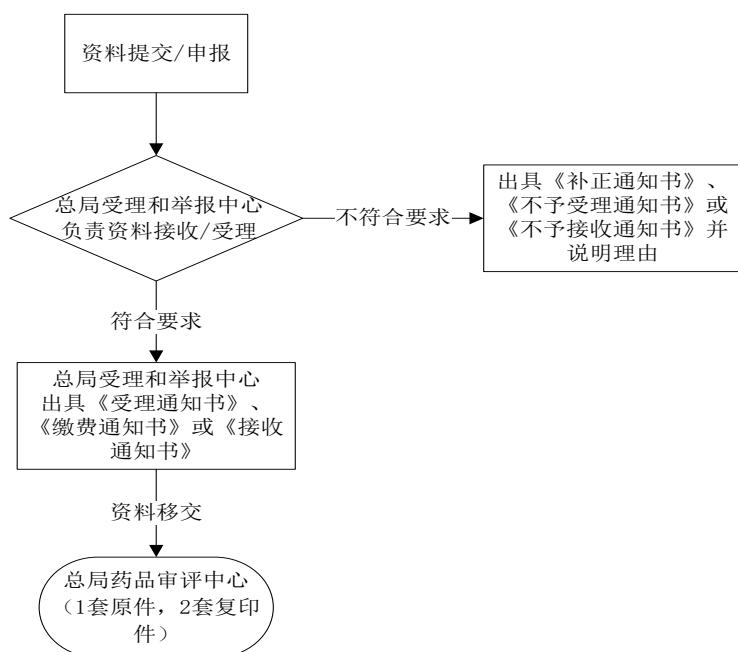 资料提交/申报
总局受理和举报中心
负责资料接收/受理
不符合要求
出具《补正通知书》、
《不予受理通知书》或
《不予接收通知书》并
说明理由
符合要求
总局受理和举报中心
出具《受理通知书》、
《缴费通知书》或《接收
通知书》
资料移交
总局药品审评中心
（1套原件，2套复印
件）